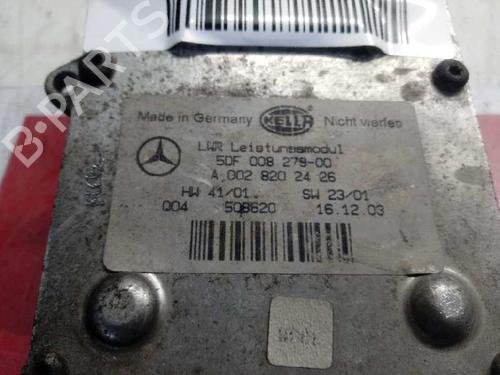 B-PARTS
Made in Germany HELLA Nicht werfen
LWR Leistungsmodul
5DF 008 279-00
A 002 820 24 26
HW 41/01 SW 23/01
Q04 508620 16.12.03